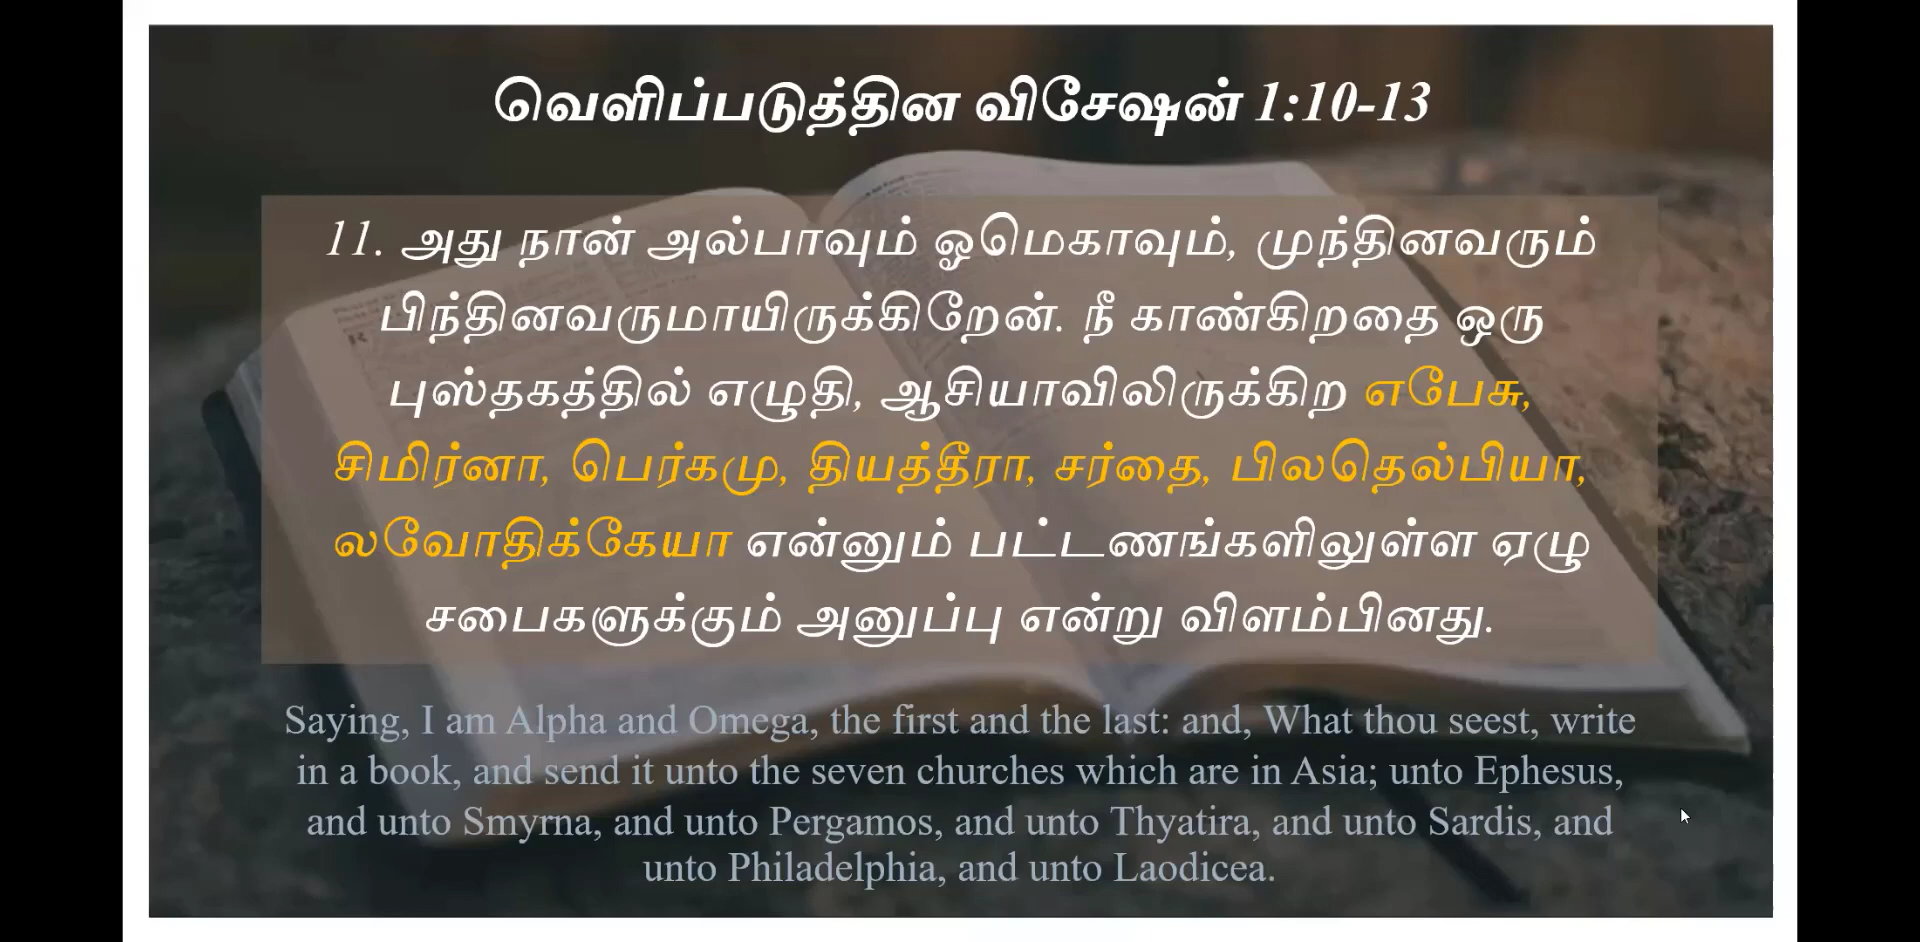 வெளிப்படுத்தின விசேஷன் 1:10-13
11. அது நான் அல்பாவும் ஓமெகாவும், முந்தினவரும்
பிந்தினவருமாயிருக்கிறேன். நீ காண்கிறதை ஒரு
புஸ்தகத்தில் எழுதி, ஆசியாவிலிருக்கிற எபேசு,
சிமிர்னா, பெர்கமு, தியத்தீரா, சர்தை, பிலதெல்பியா,
லவோதிக்கேயா என்னும் பட்டணங்களிலுள்ள ஏழு
சபைகளுக்கும் அனுப்பு என்று விளம்பினது.
Saying, I am Alpha and Omega, the first and the last: and, What thou seest, write
in a book, and send it unto the seven churches which are in Asia; unto Ephesus,
and unto Smyrna, and unto Pergamos, and unto Thyatira, and unto Sardis, and
unto Philadelphia, and unto Laodicea.